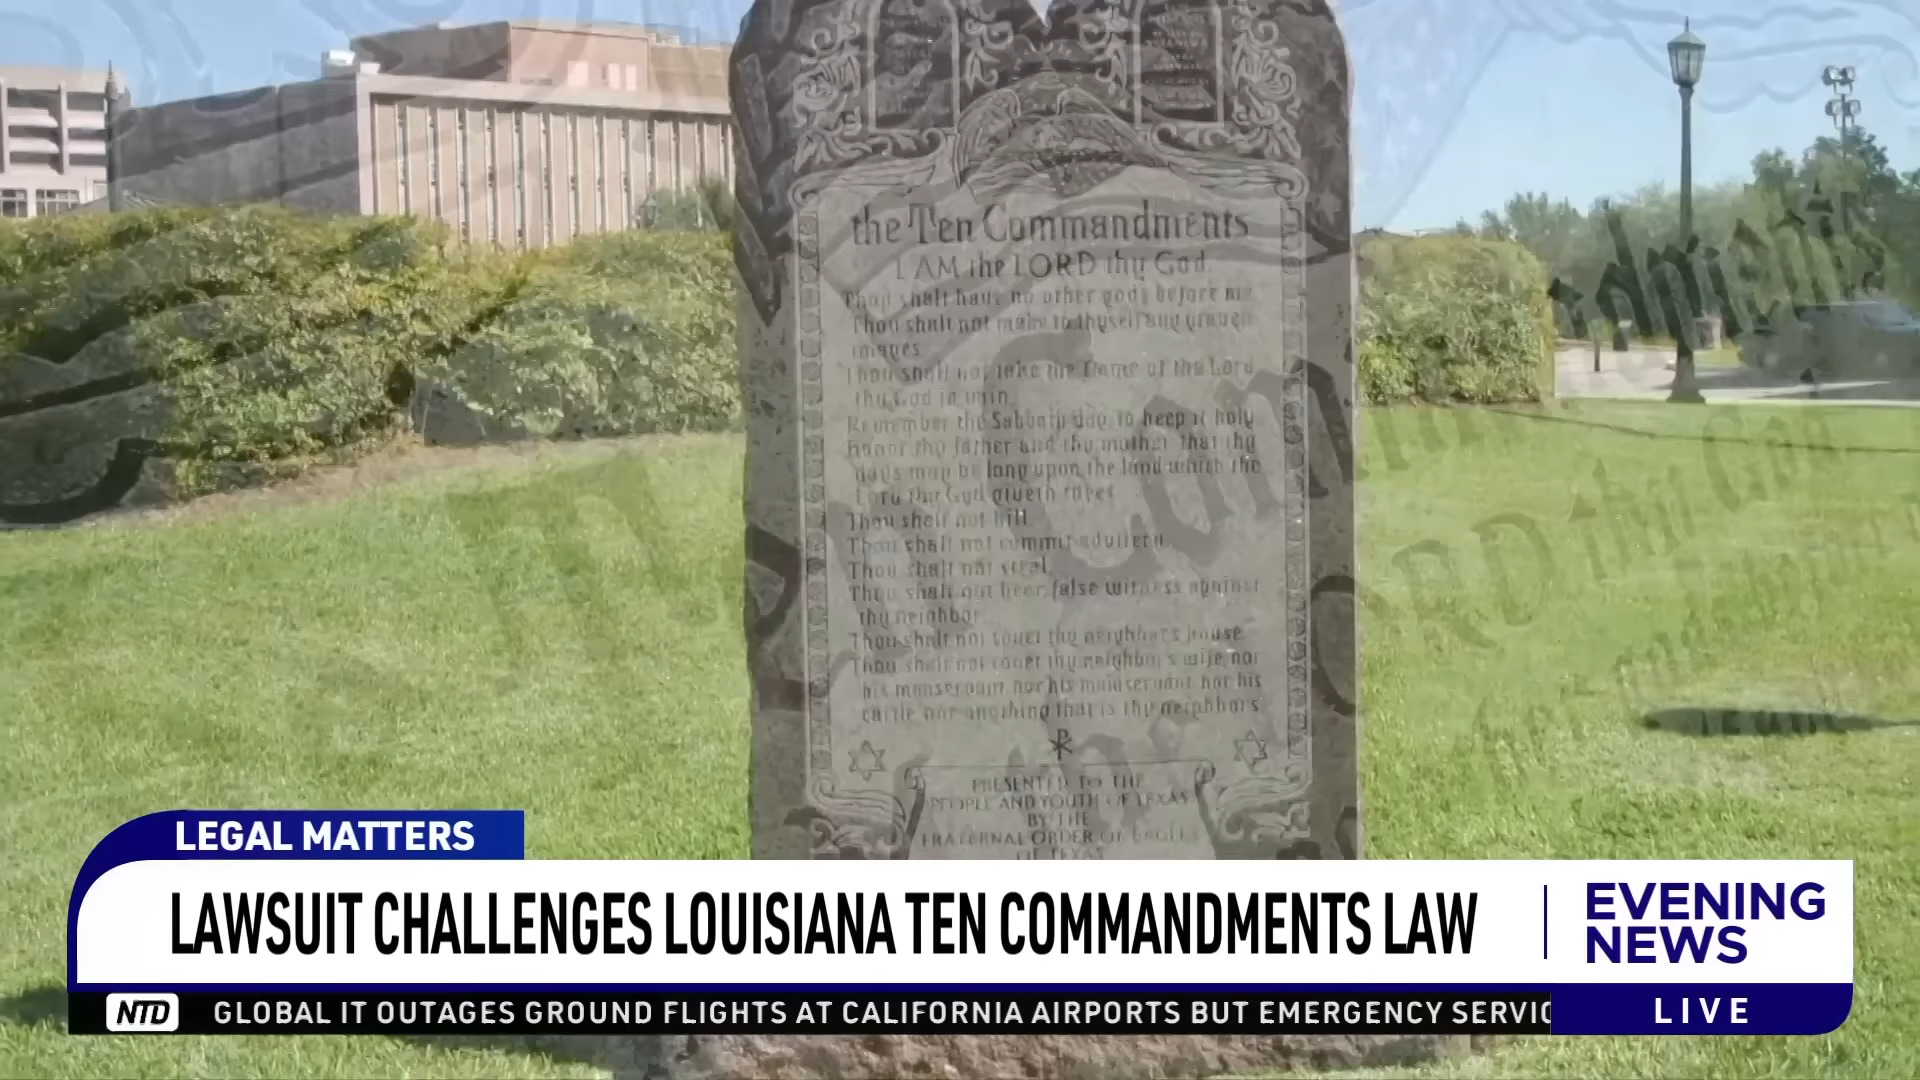 the Ten Commandments
I AM the LORD thy God.
Thou shalt have no other gods before me.
Thou shalt not make to thyself any graven
images.
Thou shalt not take the Name of the Lord
thy God in vain.
Remember the Sabbath day, to keep it holy.
Honor thy father and thy mother that thy
days may be long upon the land which the
Lord thy God giveth thee.
Thou shalt not kill.
Thou shalt not commit adultery.
Thou shalt not steal.
Thou shalt not bear false witness against
thy neighbor.
Thou shalt not covet thy neighbor's house.
Thou shalt not covet thy neighbor's wife, nor
his manservant nor his maidservant, nor his
cattle, nor anything that is thy neighbor's.
PRESENTED TO THE
PEOPLE AND YOUTH OF TEXAS
BY THE
FRATERNAL ORDER OF EAGLES
OF TEXAS
LORD thy God
LEGAL MATTERS
LAWSUIT CHALLENGES LOUISIANA TEN COMMANDMENTS LAW
EVENING
NEWS
NTD
GLOBAL IT OUTAGES GROUND FLIGHTS AT CALIFORNIA AIRPORTS BUT EMERGENCY SERVIC
LIVE